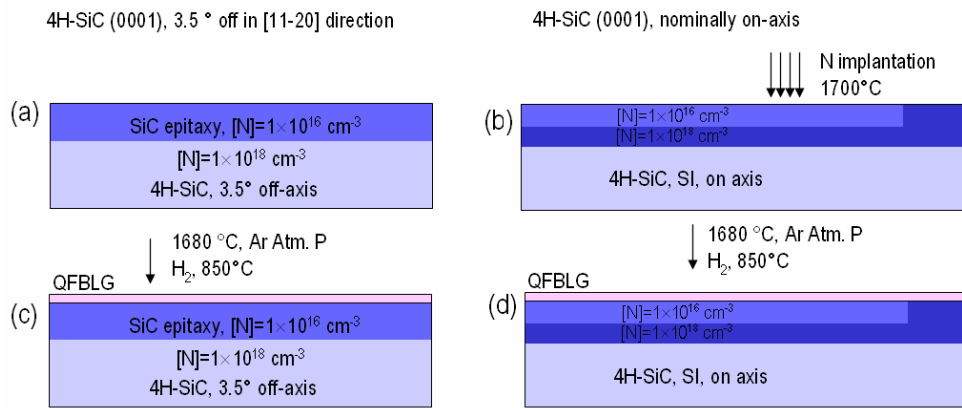 4H-SiC (0001), 3.5 ° off in [11-20] direction
4H-SiC (0001), nominally on-axis
N implantation
1700°C
(a)
SiC epitaxy, [N]=1×10¹⁶ cm⁻³
[N]=1×10¹⁸ cm⁻³
4H-SiC, 3.5° off-axis
(b)
[N]=1×10¹⁶ cm⁻³
[N]=1×10¹⁸ cm⁻³
4H-SiC, SI, on axis
1680 °C, Ar Atm. P
H₂, 850°C
1680 °C, Ar Atm. P
H₂, 850°C
QFBLG
(c)
SiC epitaxy, [N]=1×10¹⁶ cm⁻³
[N]=1×10¹⁸ cm⁻³
4H-SiC, 3.5° off-axis
QFBLG
(d)
[N]=1×10¹⁶ cm⁻³
[N]=1×10¹⁸ cm⁻³
4H-SiC, SI, on axis